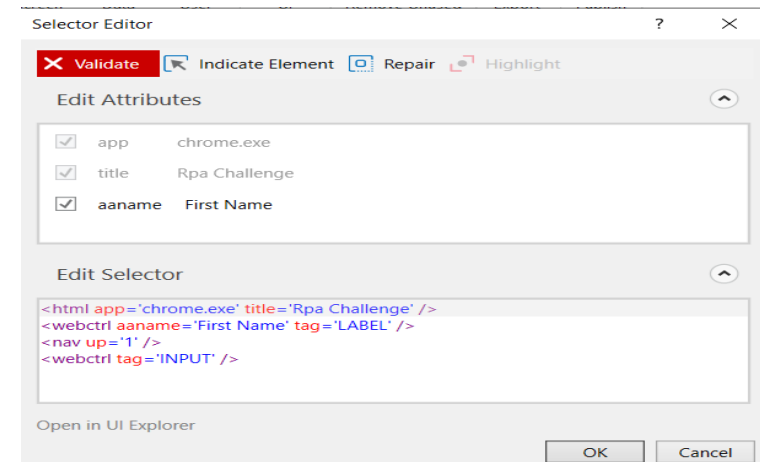 Selector Editor ? ×
Validate Indicate Element Repair Highlight
Edit Attributes
app chrome.exe
title Rpa Challenge
aaname First Name
Edit Selector
<html app='chrome.exe' title='Rpa Challenge' />
<webctrl aaname='First Name' tag='LABEL' />
<nav up='1' />
<webctrl tag='INPUT' />
Open in UI Explorer
OK Cancel